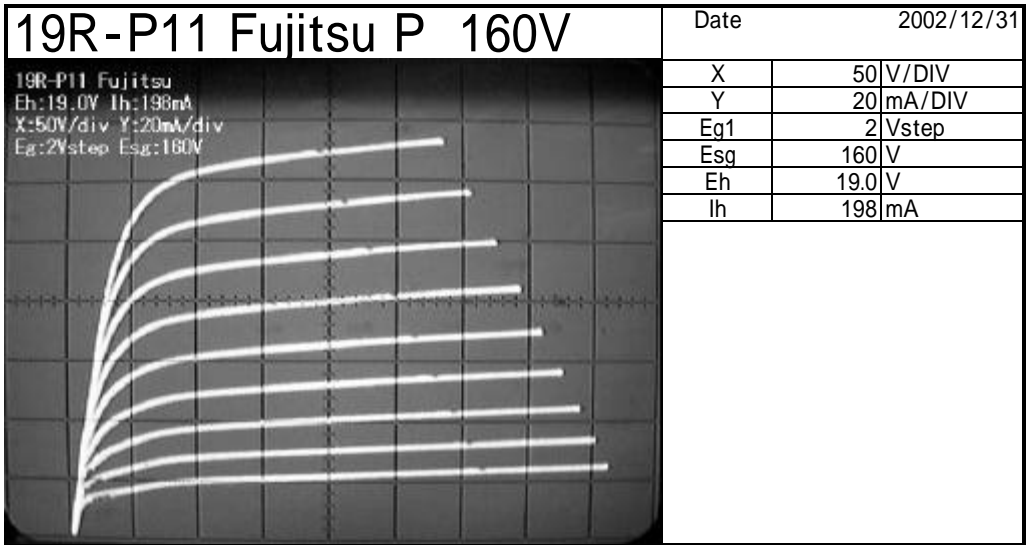 19R-P11 Fujitsu P 160V
Date 2002/12/31
19R-P11 Fujitsu
Eh:19.0V Ih:198mA
X:50V/div Y:20mA/div
Eg:2Vstep Esg:160V
X 50 V/DIV
Y 20 mA/DIV
Eg1 2 Vstep
Esg 160 V
Eh 19.0 V
Ih 198 mA